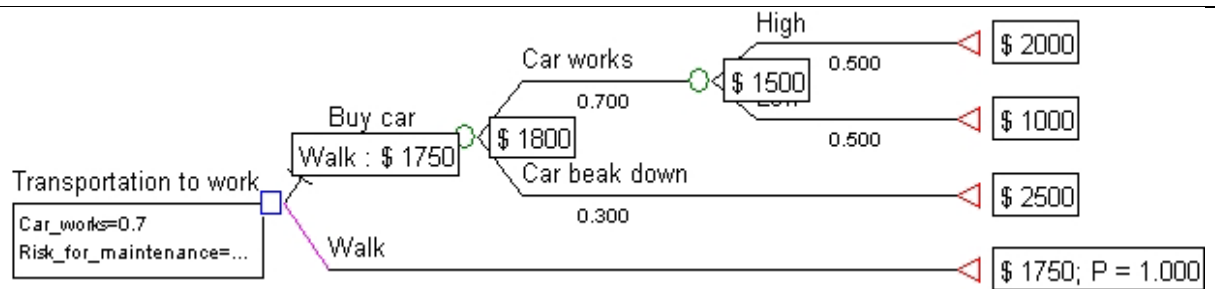 High
$ 2000
Car works
0.500
$ 1500
0.700
Buy car
$ 1000
$ 1800
0.500
Walk : $ 1750
Transportation to work
Car beak down
$ 2500
Car_works=0.7
0.300
Risk_for_maintenance=...
Walk
$ 1750; P = 1.000